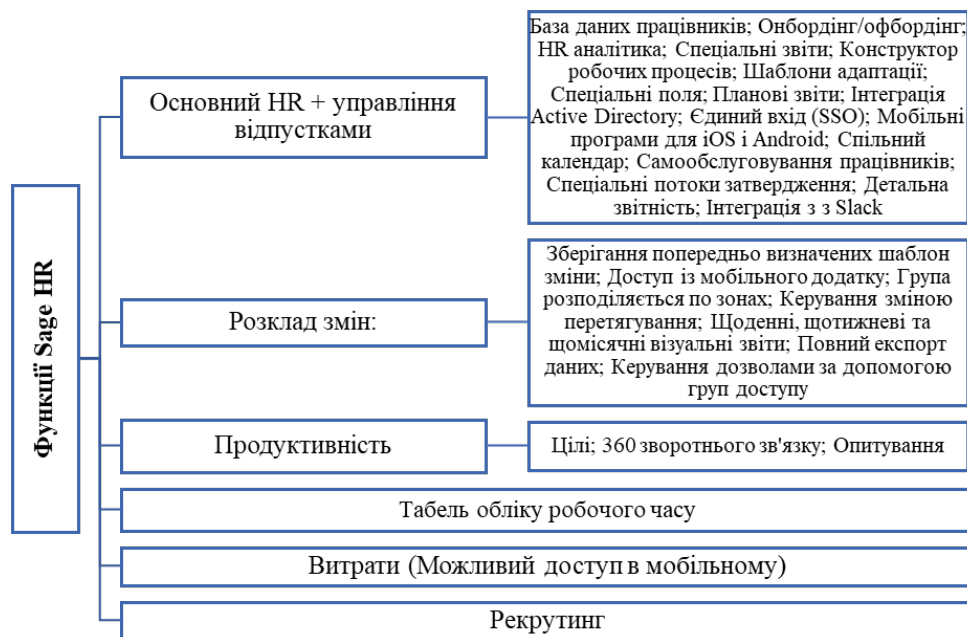 Функції Sage HR
Основний HR + управління
відпустками
База даних працівників; Онбордінг/офбордінг;
HR аналітика; Спеціальні звіти; Конструктор
робочих процесів; Шаблони адаптації;
Спеціальні поля; Планові звіти; Інтеграція
Active Directory; Єдиний вхід (SSO); Мобільні
програми для iOS і Android; Спільний
календар; Самообслуговування працівників;
Спеціальні потоки затвердження; Детальна
звітність; Інтеграція з з Slack
Розклад змін:
Зберігання попередньо визначених шаблон
зміни; Доступ із мобільного додатку; Група
розподіляється по зонах; Керування зміною
перетягування; Щоденні, щотижневі та
щомісячні візуальні звіти; Повний експорт
даних; Керування дозволами за допомогою
груп доступу
Продуктивність
Цілі; 360 зворотнього зв'язку; Опитування
Табель обліку робочого часу
Витрати (Можливий доступ в мобільному)
Рекрутинг